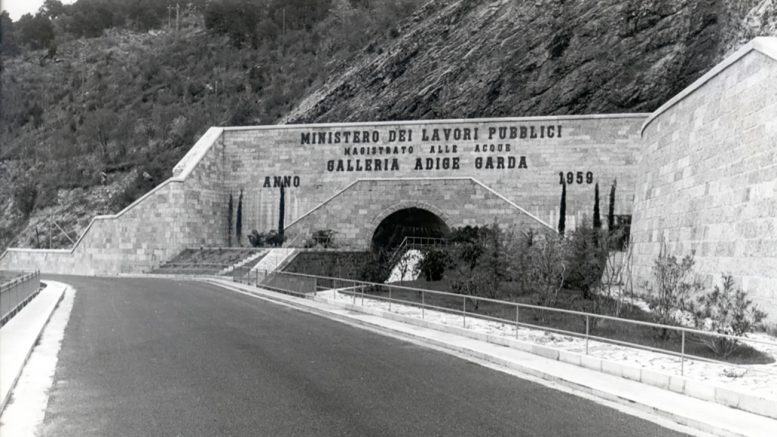 MINISTERO DEI LAVORI PUBBLICI
MAGISTRATO ALLE ACQUE
GALLERIA ADIGE GARDA
ANNO 1959